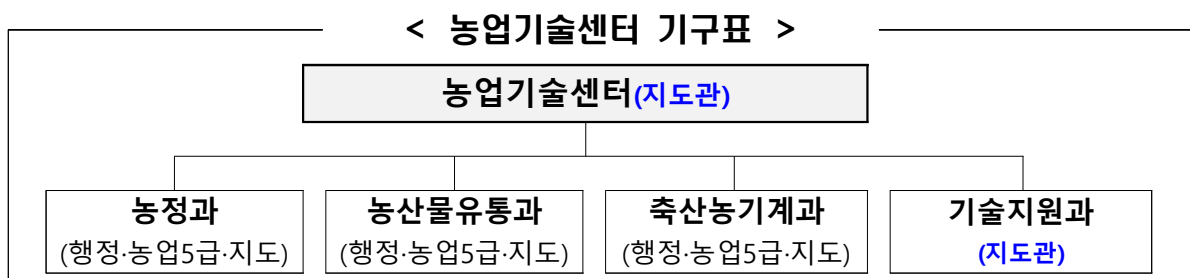 < 농업기술센터 기구표 >
농업기술센터(지도관)
농정과 농산물유통과 축산농기계과 기술지원과
(행정·농업5급·지도) (행정·농업5급·지도) (행정·농업5급·지도) (지도관)